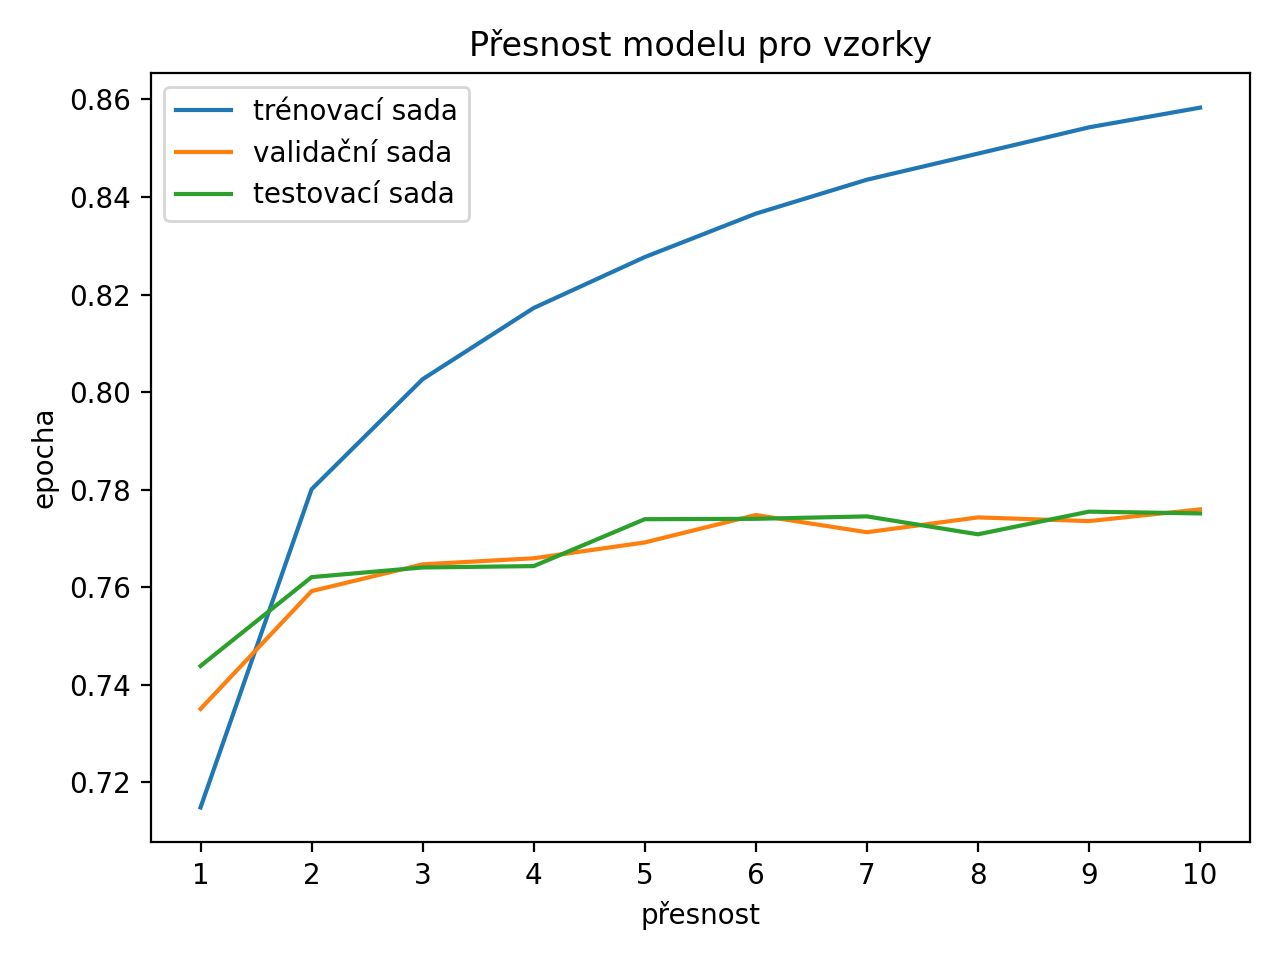 Přesnost modelu pro vzorky
trénovací sada
validační sada
testovací sada
0.86
0.84
0.82
0.80
0.78
0.76
0.74
0.72
epocha
1 2 3 4 5 6 7 8 9 10
přesnost